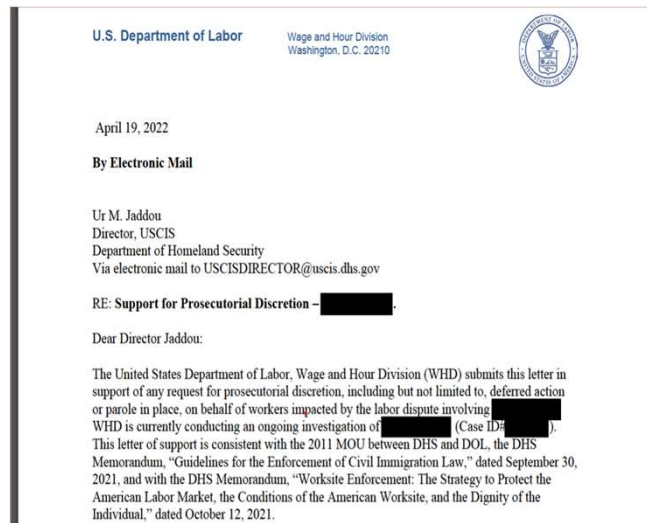 U.S. Department of Labor
Wage and Hour Division
Washington, D.C. 20210
April 19, 2022
By Electronic Mail
Ur M. Jaddou
Director, USCIS
Department of Homeland Security
Via electronic mail to USCISDIRECTOR@uscis.dhs.gov
RE: Support for Prosecutorial Discretion – .
Dear Director Jaddou:
The United States Department of Labor, Wage and Hour Division (WHD) submits this letter in
support of any request for prosecutorial discretion, including but not limited to, deferred action
or parole in place, on behalf of workers impacted by the labor dispute involving
WHD is currently conducting an ongoing investigation of (Case ID# ).
This letter of support is consistent with the 2011 MOU between DHS and DOL, the DHS
Memorandum, “Guidelines for the Enforcement of Civil Immigration Law,” dated September 30,
2021, and with the DHS Memorandum, “Worksite Enforcement: The Strategy to Protect the
American Labor Market, the Conditions of the American Worksite, and the Dignity of the
Individual,” dated October 12, 2021.